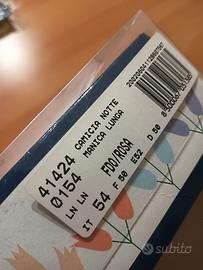 41424
0154
LN LN
CAMICIA NOTTE
MANICA LUNGA
FDO/ROSA
IT 54 F 50 E52 D 50
subito